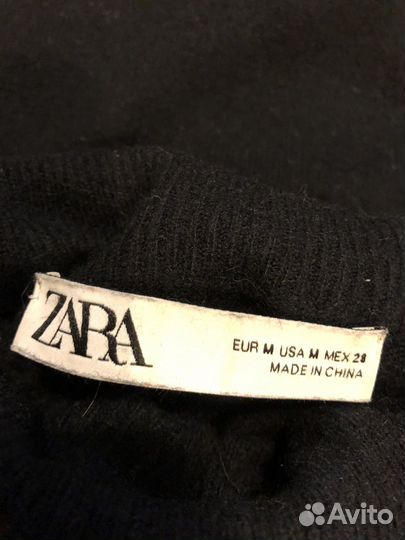 ZARA
EUR M USA M MEX 28
MADE IN CHINA
Avito